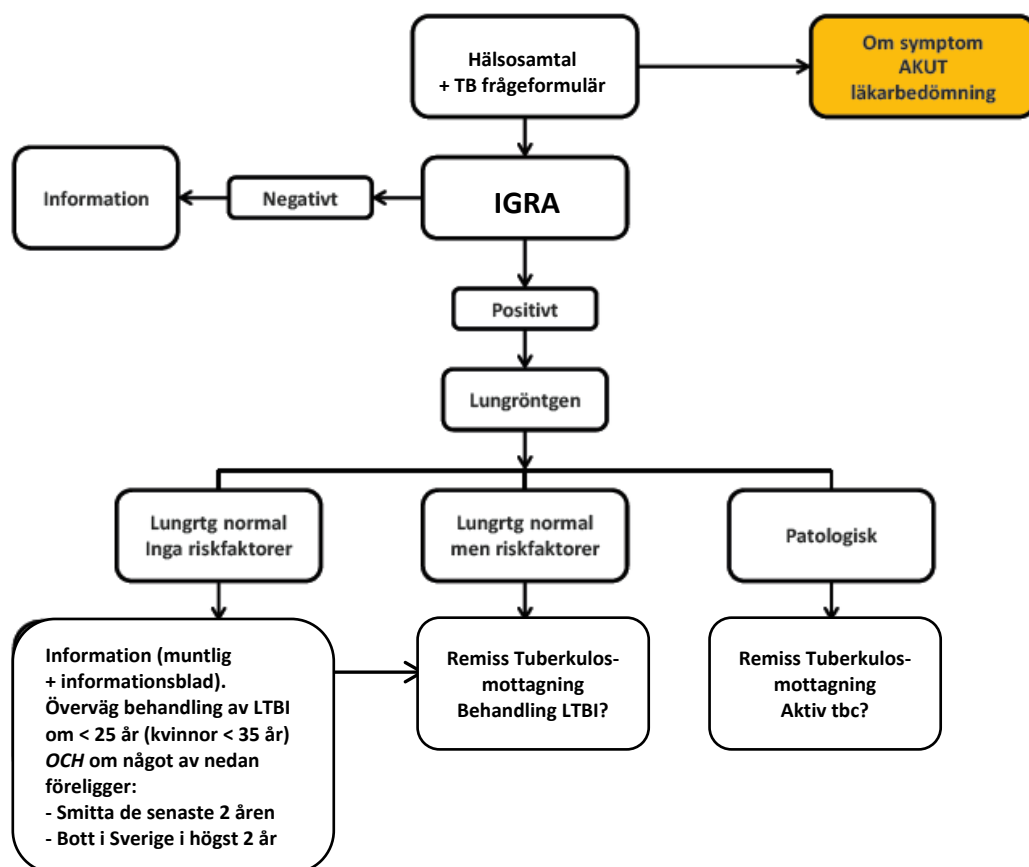 Hälsosamtal
+ TB frågeformulär
Om symptom
AKUT
läkarbedömning
Information
Negativt
IGRA
Positivt
Lungröntgen
Lungrtg normal
Inga riskfaktorer
Lungrtg normal
men riskfaktorer
Patologisk
Information (muntlig
+ informationsblad).
Överväg behandling av LTBI
om < 25 år (kvinnor < 35 år)
OCH om något av nedan
föreligger:
- Smitta de senaste 2 åren
- Bott i Sverige i högst 2 år
Remiss Tuberkulos-
mottagning
Behandling LTBI?
Remiss Tuberkulos-
mottagning
Aktiv tbc?